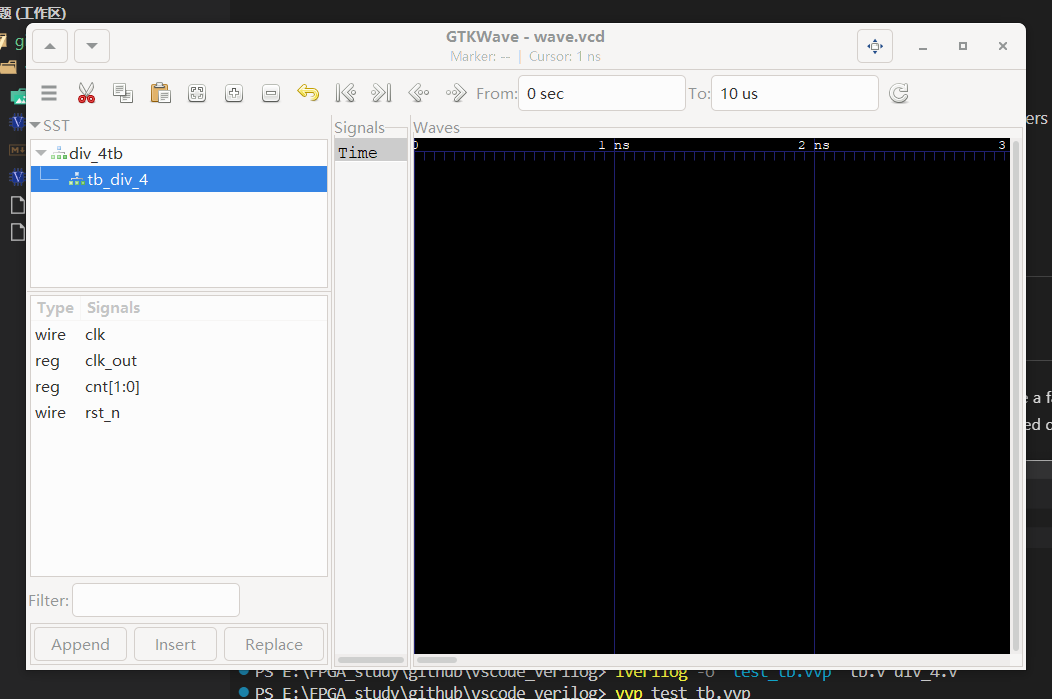 题 (工作区)
GTKWave - wave.vcd
Marker: -- | Cursor: 1 ns
From: 0 sec To: 10 us
SST
div_4tb
tb_div_4
Type Signals
wire clk
reg clk_out
reg cnt[1:0]
wire rst_n
Filter:
Append Insert Replace
Signals
Time
Waves
0 1 ns 2 ns 3
ers
PS E:\FPGA_study\github\vscode_verilog> iverilog -o "test_tb.vvp" tb.v div_4.v
PS E:\FPGA_study\github\vscode_verilog> vvp test_tb.vvp